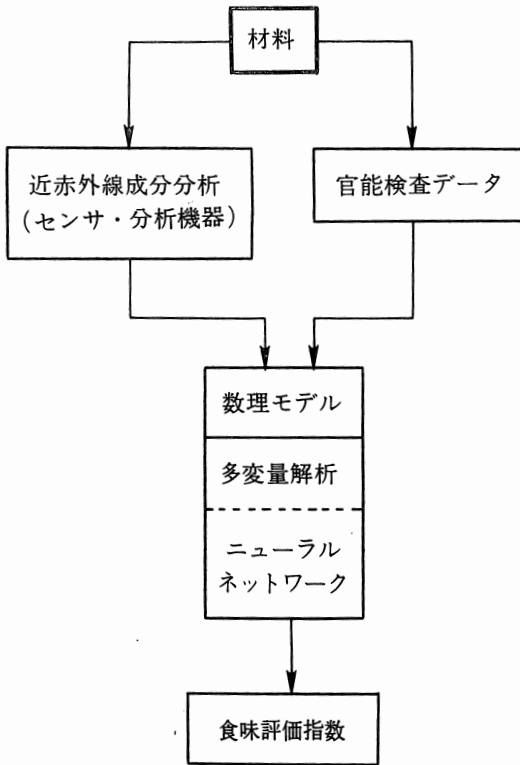 材料
近赤外線成分分析
(センサ・分析機器)
官能検査データ
数理モデル
多変量解析
ニューラル
ネットワーク
食味評価指数